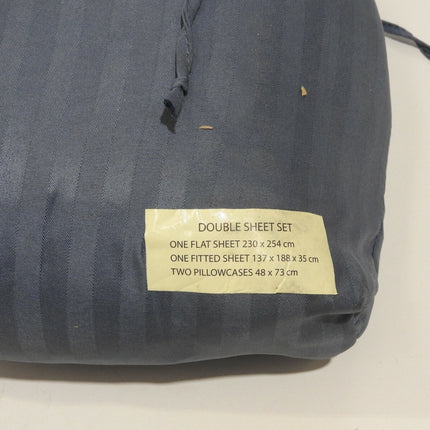 DOUBLE SHEET SET
ONE FLAT SHEET 230 x 254 cm
ONE FITTED SHEET 137 x 188 x 35 cm
TWO PILLOWCASES 48 x 73 cm